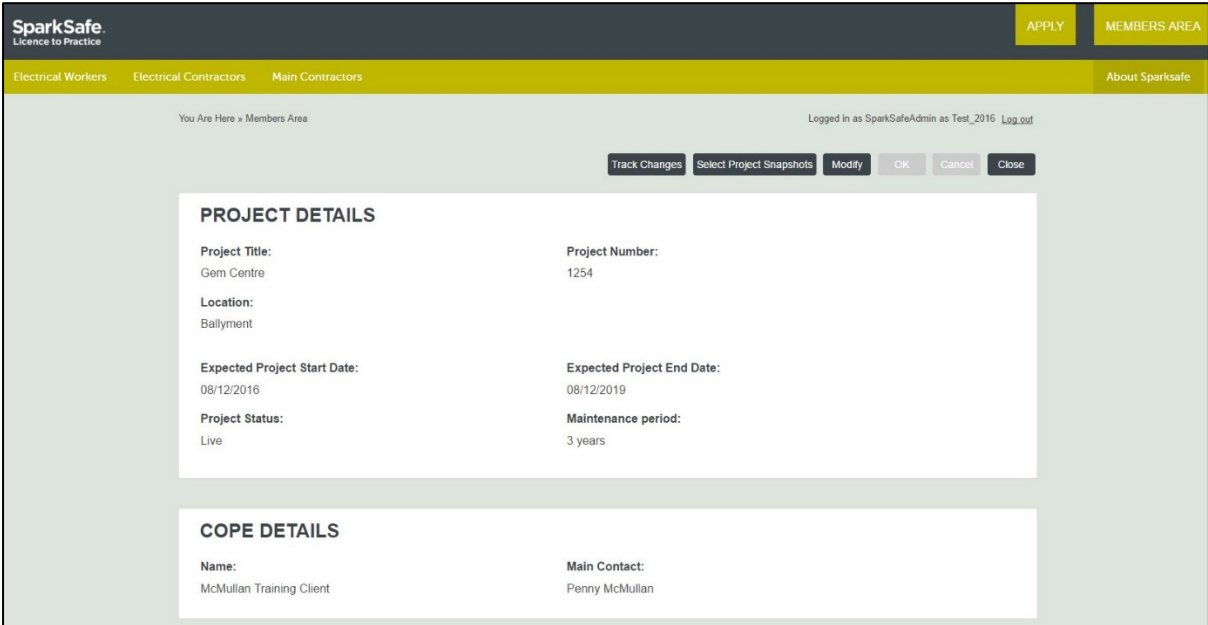 SparkSafe.
Licence to Practice
APPLY
MEMBERS AREA
Electrical Workers Electrical Contractors Main Contractors About Sparksafe
You Are Here » Members Area Logged in as SparkSafeAdmin as Test_2016 Log out
Track Changes Select Project Snapshots Modify OK Cancel Close
PROJECT DETAILS
Project Title: Project Number:
Gem Centre 1254
Location:
Ballyment
Expected Project Start Date: Expected Project End Date:
08/12/2016 08/12/2019
Project Status: Maintenance period:
Live 3 years
COPE DETAILS
Name: Main Contact:
McMullan Training Client Penny McMullan